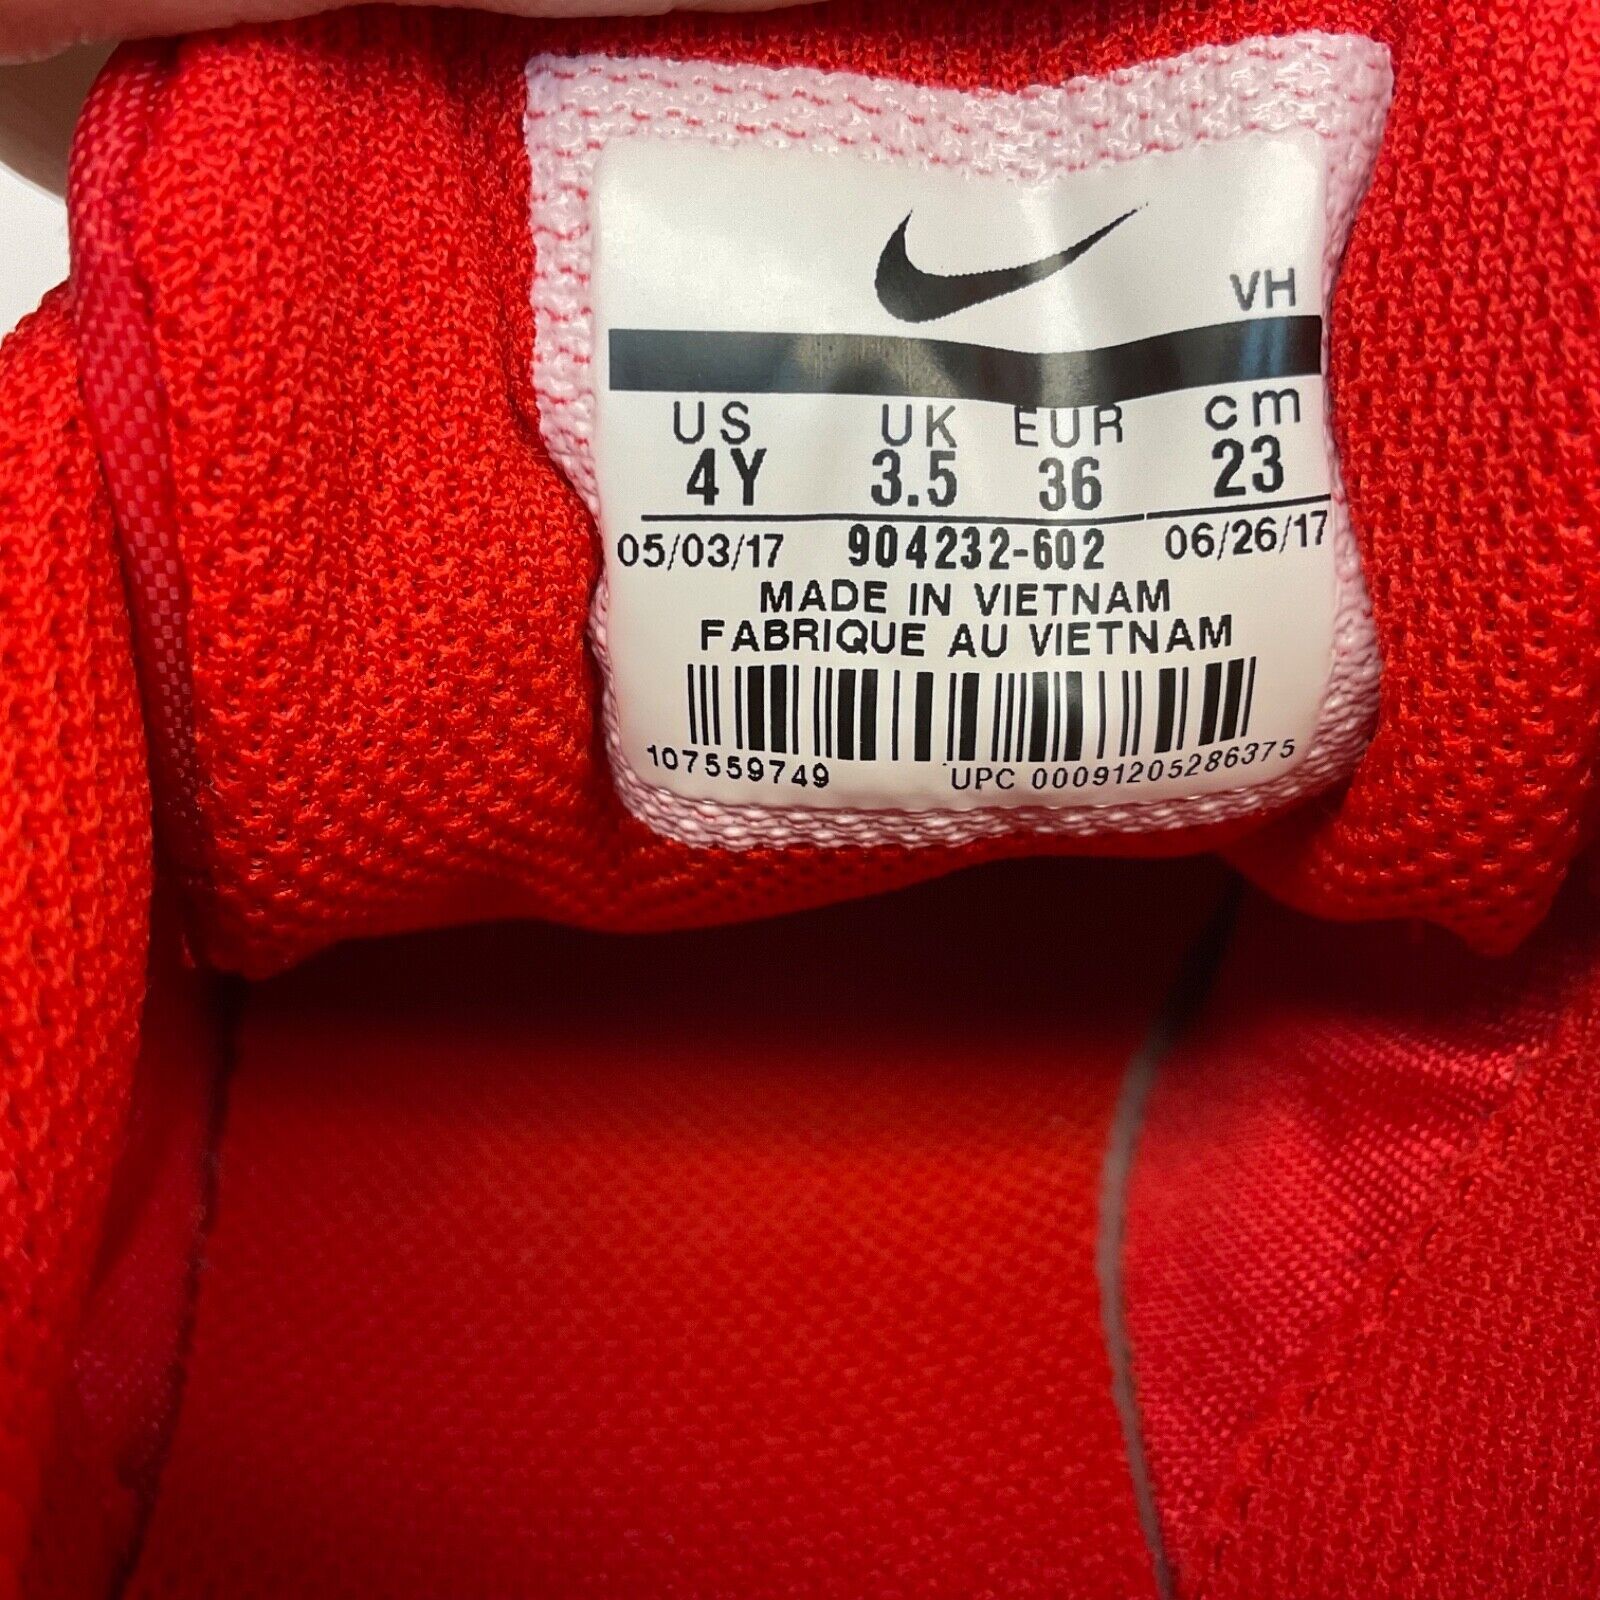 VH
US UK EUR cm
4Y 3.5 36 23
05/03/17 904232-602 06/26/17
MADE IN VIETNAM
FABRIQUE AU VIETNAM
107559749 UPC 00091205286375